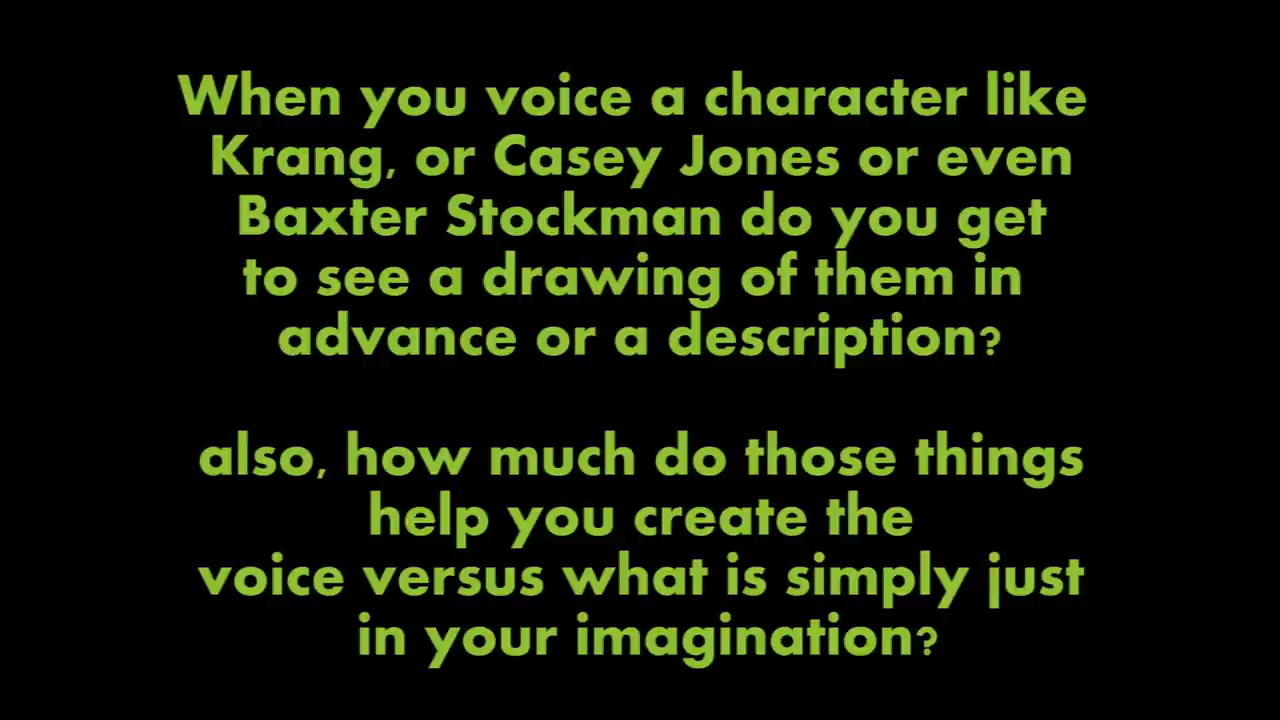 When you voice a character like
Krang, or Casey Jones or even
Baxter Stockman do you get
to see a drawing of them in
advance or a description?
also, how much do those things
help you create the
voice versus what is simply just
in your imagination?